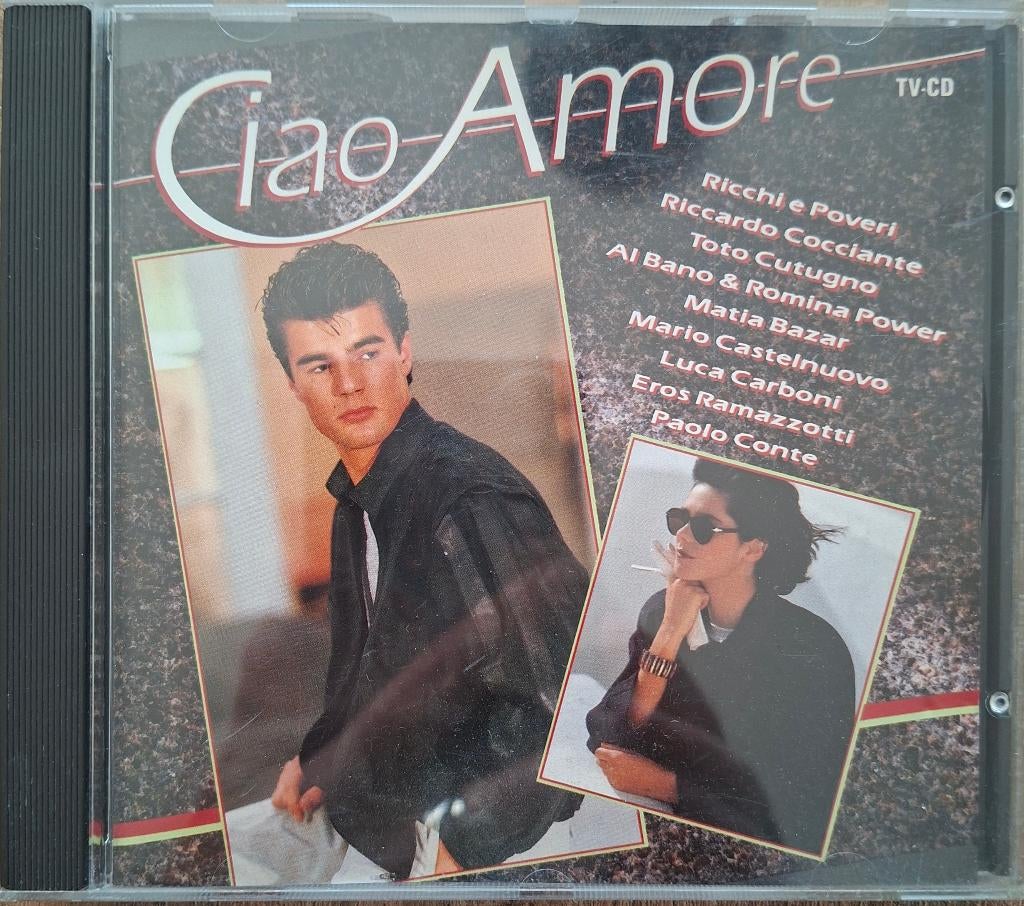 Ciao Amore
TV-CD
Ricchi e Poveri
Riccardo Cocciante
Toto Cutugno
Al Bano & Romina Power
Matia Bazar
Mario Castelnuovo
Luca Carboni
Eros Ramazzotti
Paolo Conte